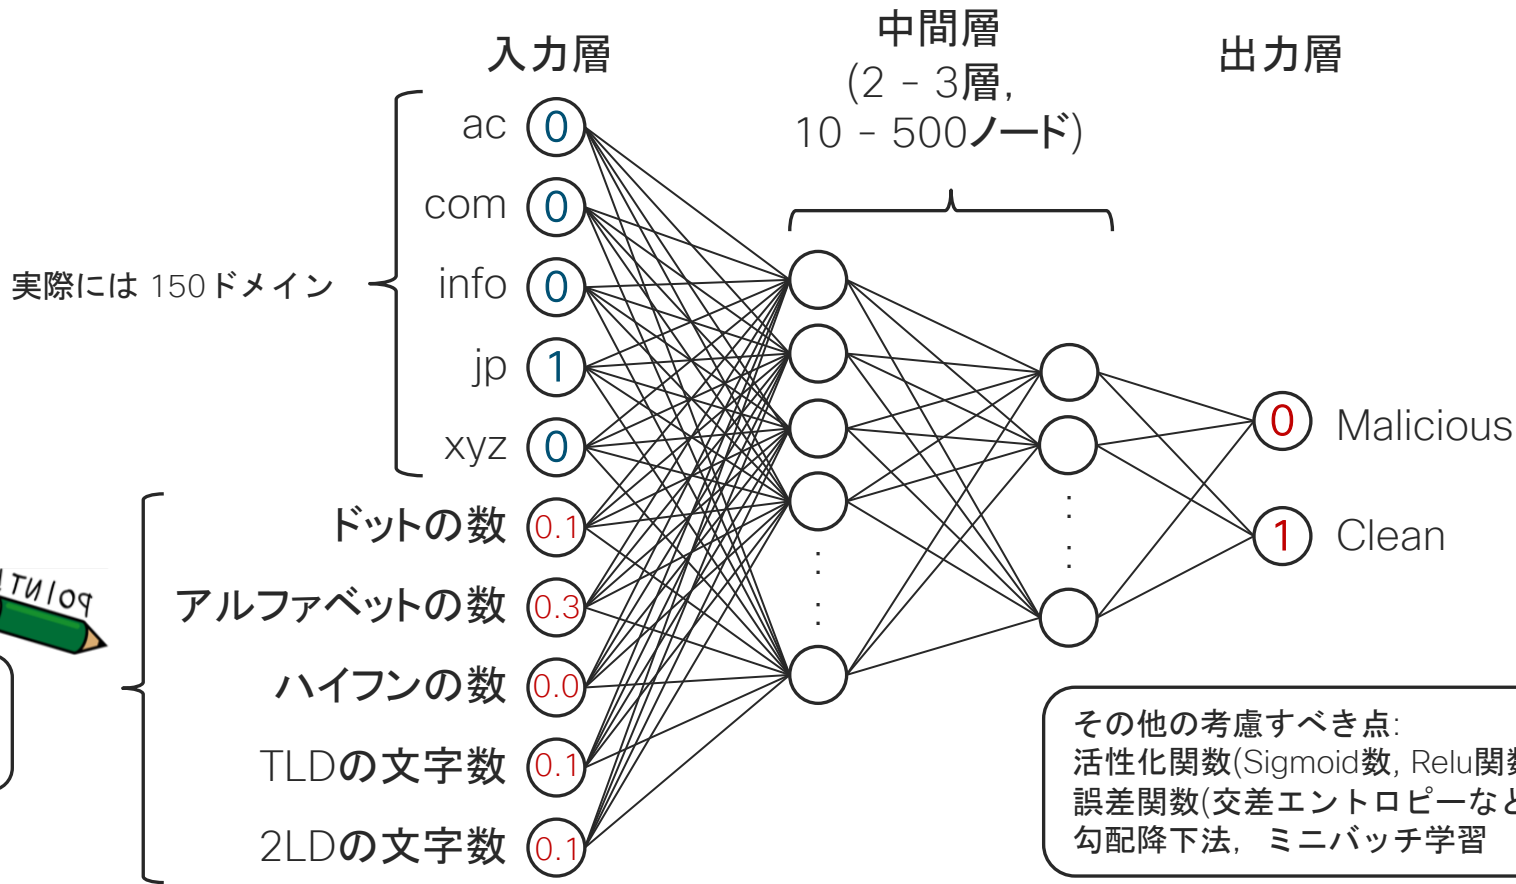 入力層
中間層
(2 - 3層,
10 - 500ノード)
出力層
実際には 150ドメイン
ac 0
com 0
info 0
jp 1
xyz 0
ドットの数 0.1
アルファベットの数 0.3
ハイフンの数 0.0
TLDの文字数 0.1
2LDの文字数 0.1
0 Malicious
1 Clean
POINT
その他の考慮すべき点:
活性化関数(Sigmoid数, Relu関数
誤差関数(交差エントロピーなど
勾配降下法, ミニバッチ学習